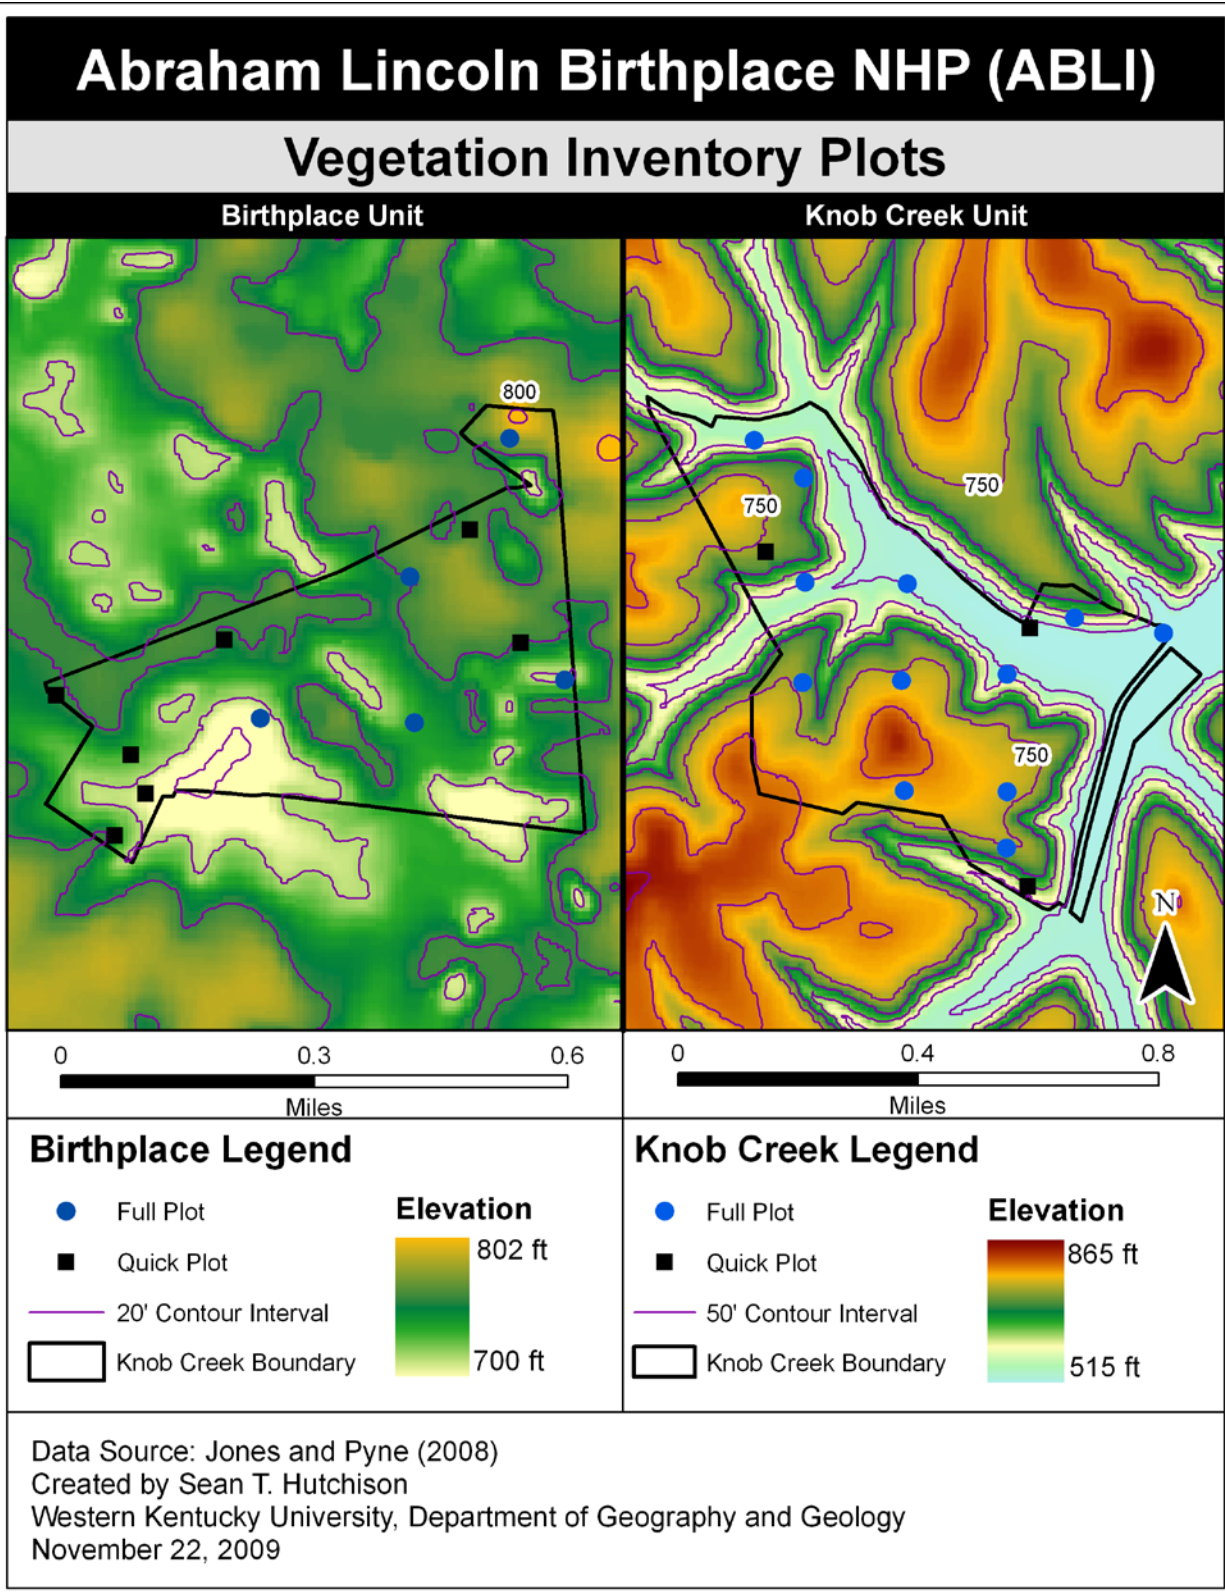 Abraham Lincoln Birthplace NHP (ABLI)
Vegetation Inventory Plots
Birthplace Unit
Knob Creek Unit
800
750
750
750
N
0 0.3 0.6
Miles
0 0.4 0.8
Miles
Birthplace Legend
Full Plot
Quick Plot
20' Contour Interval
Knob Creek Boundary
Elevation
802 ft
700 ft
Knob Creek Legend
Full Plot
Quick Plot
50' Contour Interval
Knob Creek Boundary
Elevation
865 ft
515 ft
Data Source: Jones and Pyne (2008)
Created by Sean T. Hutchison
Western Kentucky University, Department of Geography and Geology
November 22, 2009